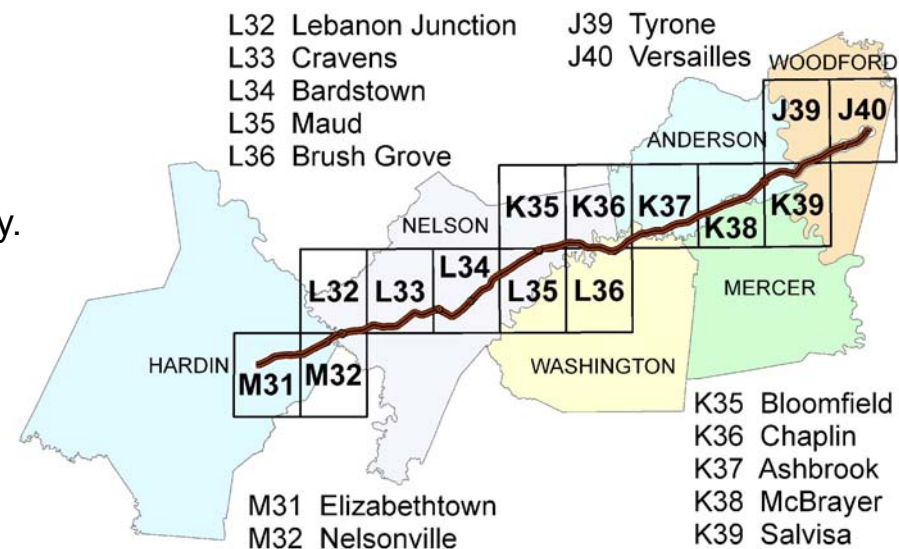 L32 Lebanon Junction
L33 Cravens
L34 Bardstown
L35 Maud
L36 Brush Grove
J39 Tyrone
J40 Versailles
WOODFORD
J39 J40
ANDERSON
y.
NELSON
K35 K36 K37 K38 K39
L32 L33 L34 L35 L36
MERCER
HARDIN
M31 M32
WASHINGTON
K35 Bloomfield
K36 Chaplin
K37 Ashbrook
K38 McBrayer
K39 Salvisa
M31 Elizabethtown
M32 Nelsonville